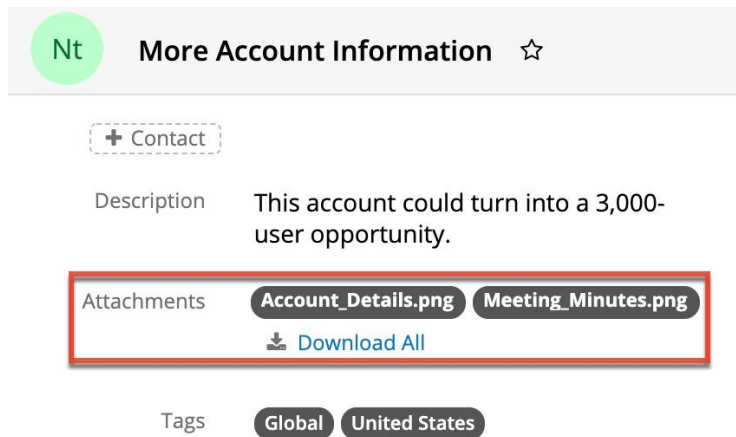 Nt More Account Information
Contact
Description This account could turn into a 3,000-
user opportunity.
Attachments Account_Details.png Meeting_Minutes.png
Download All
Tags Global United States